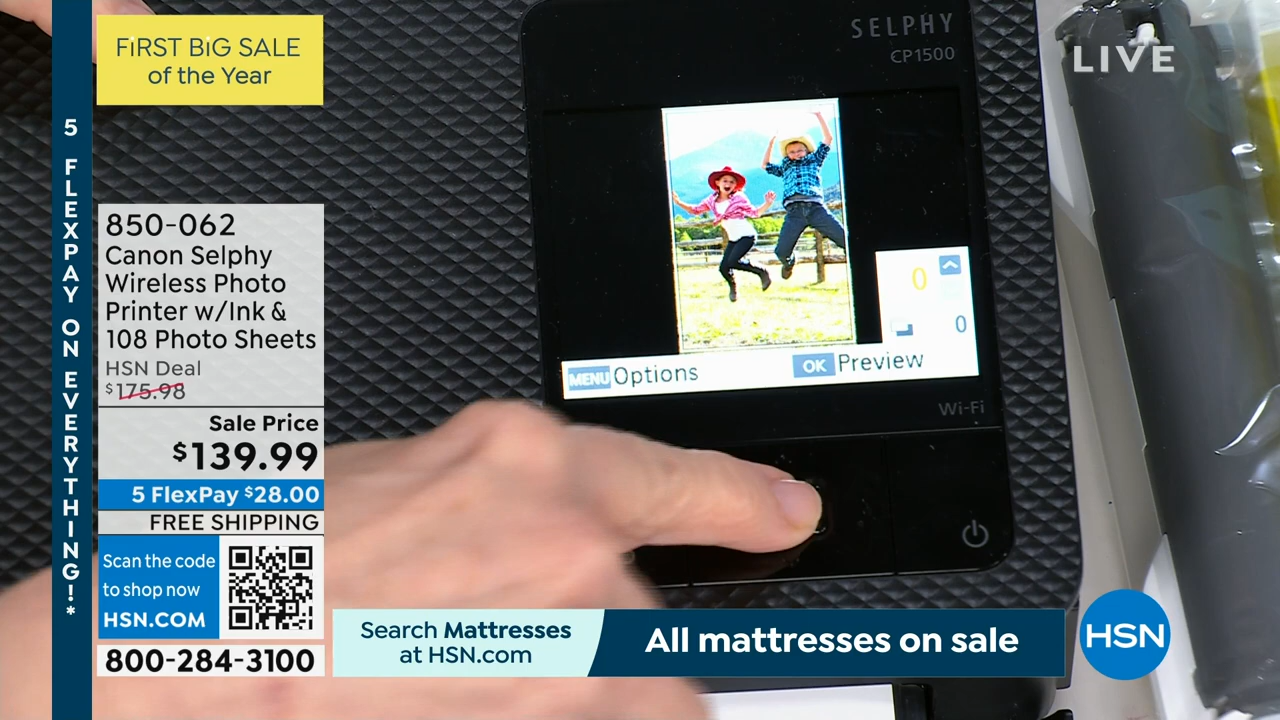 FiRST BiG SALE
of the Year
5 FLEXPAY ON EVERYTHING!*
850-062
Canon Selphy
Wireless Photo
Printer w/Ink &
108 Photo Sheets
HSN Deal
$175.98
Sale Price
$139.99
5 FlexPay $28.00
FREE SHIPPING
Scan the code
to shop now
HSN.COM
800-284-3100
SELPHY
CP1500
LIVE
0
0
MENU Options
OK Preview
Wi-Fi
Search Mattresses
at HSN.com
All mattresses on sale
HSN